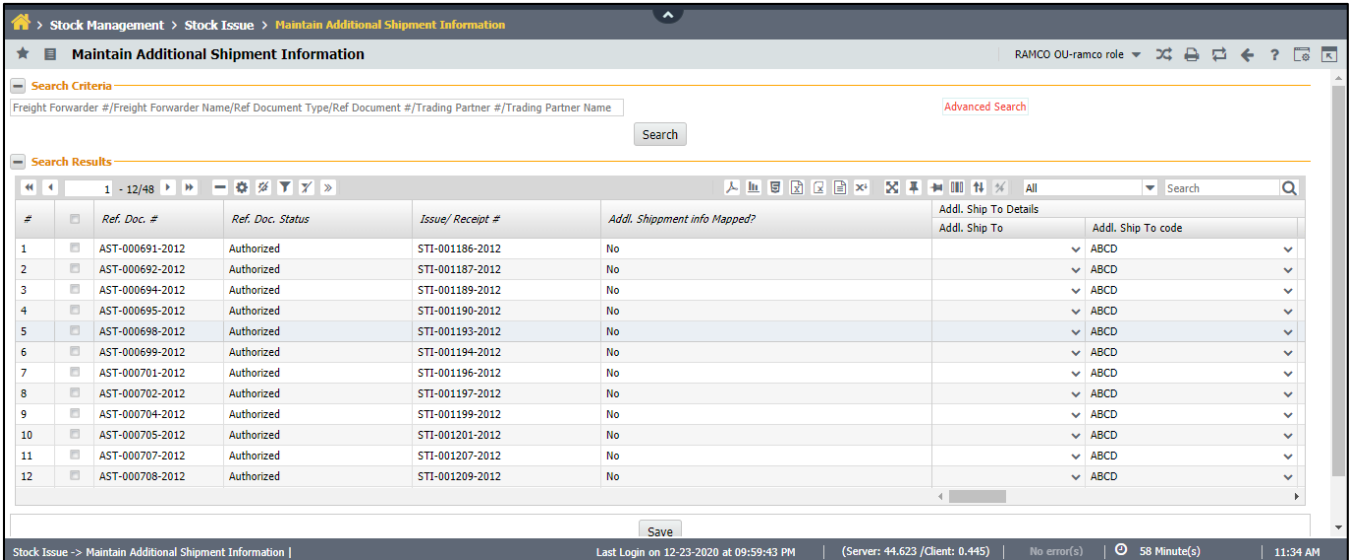 > Stock Management > Stock Issue > Maintain Additional Shipment Information
Maintain Additional Shipment Information RAMCO OU-ramco role ?
Search Criteria
Freight Forwarder #/Freight Forwarder Name/Ref Document Type/Ref Document #/Trading Partner #/Trading Partner Name Advanced Search
Search
Search Results
1 - 12/48 All Search
# Ref. Doc. # Ref. Doc. Status Issue/ Receipt # Addl. Shippment info Mapped? Addl. Ship To Details
Addl. Ship To Addl. Ship To code
1 AST-000691-2012 Authorized STI-001186-2012 No ABCD
2 AST-000692-2012 Authorized STI-001187-2012 No ABCD
3 AST-000694-2012 Authorized STI-001189-2012 No ABCD
4 AST-000695-2012 Authorized STI-001190-2012 No ABCD
5 AST-000698-2012 Authorized STI-001193-2012 No ABCD
6 AST-000699-2012 Authorized STI-001194-2012 No ABCD
7 AST-000701-2012 Authorized STI-001196-2012 No ABCD
8 AST-000702-2012 Authorized STI-001197-2012 No ABCD
9 AST-000704-2012 Authorized STI-001199-2012 No ABCD
10 AST-000705-2012 Authorized STI-001201-2012 No ABCD
11 AST-000707-2012 Authorized STI-001207-2012 No ABCD
12 AST-000708-2012 Authorized STI-001209-2012 No ABCD
Save
Stock Issue -> Maintain Additional Shipment Information | Last Login on 12-23-2020 at 09:59:43 PM | (Server: 44.623 /Client: 0.445) | No error(s) | 58 Minute(s) | 11:34 AM